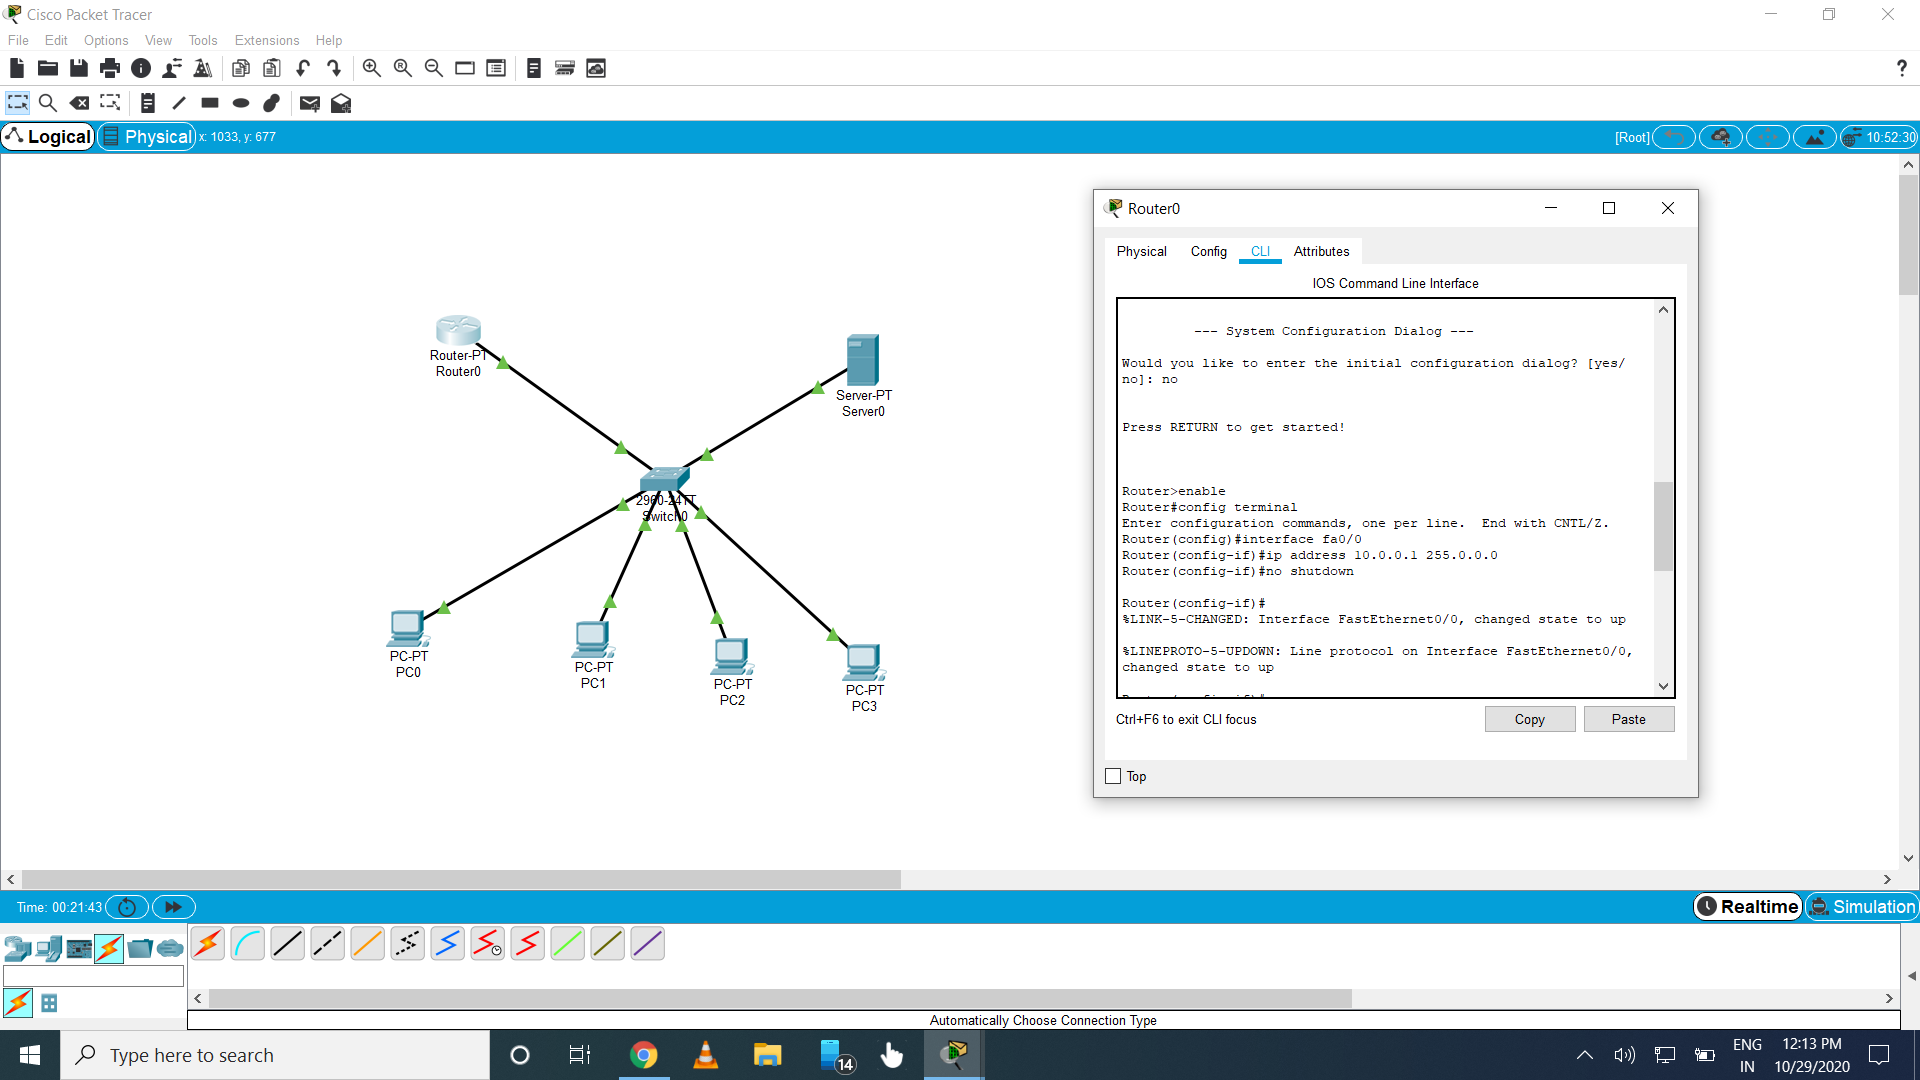 Cisco Packet Tracer
File Edit Options View Tools Extensions Help
?
Logical Physical x: 1033, y: 677 [Root] 10:52:30
Router-PT
Router0
Server-PT
Server0
2960-24TT
Switch0
PC-PT
PC0
PC-PT
PC1
PC-PT
PC2
PC-PT
PC3
Router0
Physical Config CLI Attributes
IOS Command Line Interface
--- System Configuration Dialog ---
Would you like to enter the initial configuration dialog? [yes/
no]: no
Press RETURN to get started!
Router>enable
Router#config terminal
Enter configuration commands, one per line.  End with CNTL/Z.
Router(config)#interface fa0/0
Router(config-if)#ip address 10.0.0.1 255.0.0.0
Router(config-if)#no shutdown
Router(config-if)#
%LINK-5-CHANGED: Interface FastEthernet0/0, changed state to up
%LINEPROTO-5-UPDOWN: Line protocol on Interface FastEthernet0/0,
changed state to up
Ctrl+F6 to exit CLI focus Copy Paste
Top
Time: 00:21:43 Realtime Simulation
Automatically Choose Connection Type
Type here to search 14 ENG 12:13 PM
IN 10/29/2020